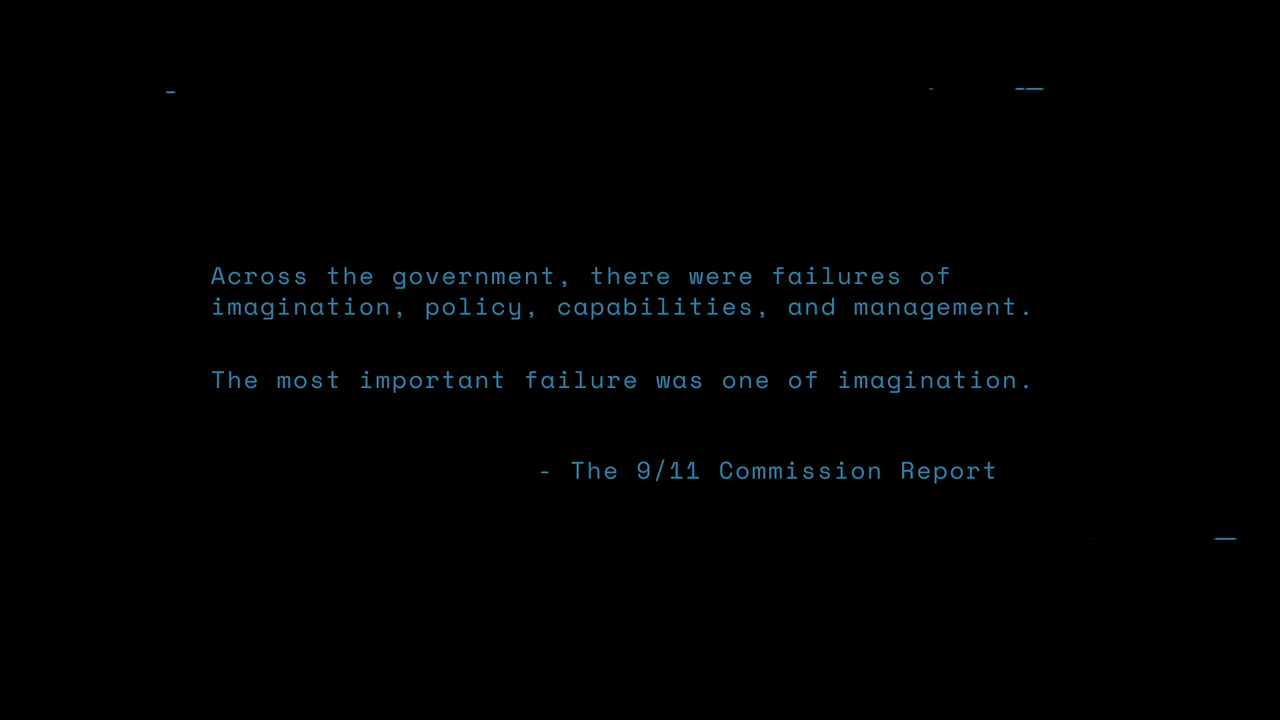 Across the government, there were failures of
imagination, policy, capabilities, and management.
The most important failure was one of imagination.
- The 9/11 Commission Report